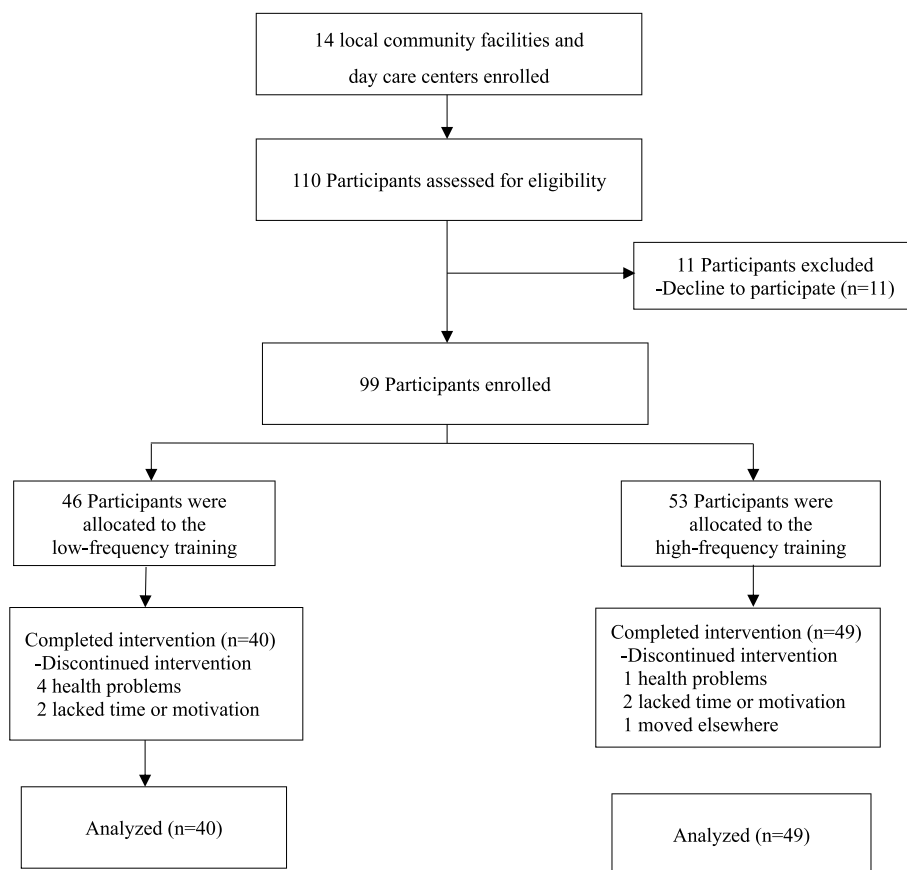 14 local community facilities and
day care centers enrolled
110 Participants assessed for eligibility
11 Participants excluded
-Decline to participate (n=11)
99 Participants enrolled
46 Participants were
allocated to the
low-frequency training
53 Participants were
allocated to the
high-frequency training
Completed intervention (n=40)
-Discontinued intervention
4 health problems
2 lacked time or motivation
Completed intervention (n=49)
-Discontinued intervention
1 health problems
2 lacked time or motivation
1 moved elsewhere
Analyzed (n=40)
Analyzed (n=49)